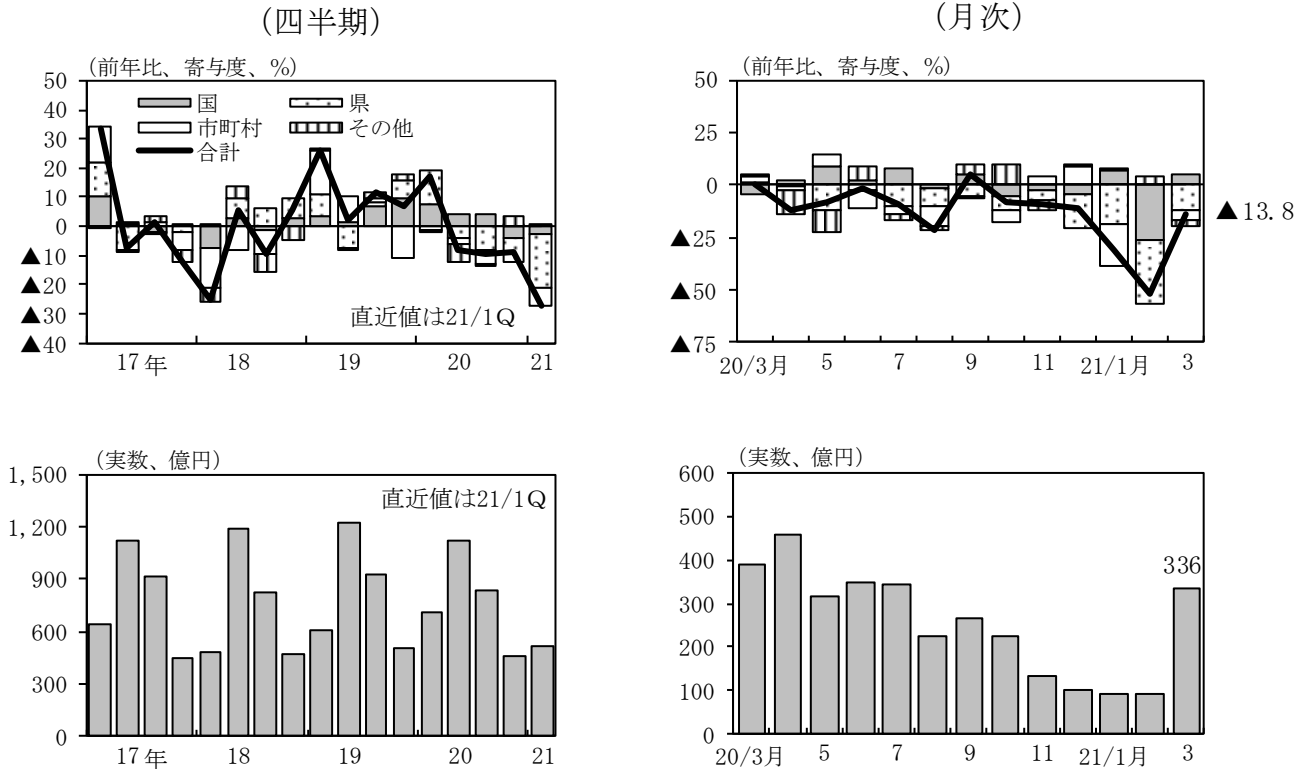 (四半期)
(前年比、寄与度、%)
50
40
30
20
10
0
▲10
▲20
▲30
▲40
国
県
市町村
その他
合計
直近値は21/1Q
17年 18 19 20 21
(月次)
(前年比、寄与度、%)
50
25
0
▲25
▲50
▲75
▲13.8
20/3月 5 7 9 11 21/1月 3
(実数、億円)
1,500
1,200
900
600
300
0
直近値は21/1Q
17年 18 19 20 21
(実数、億円)
600
500
400
300
200
100
0
336
20/3月 5 7 9 11 21/1月 3